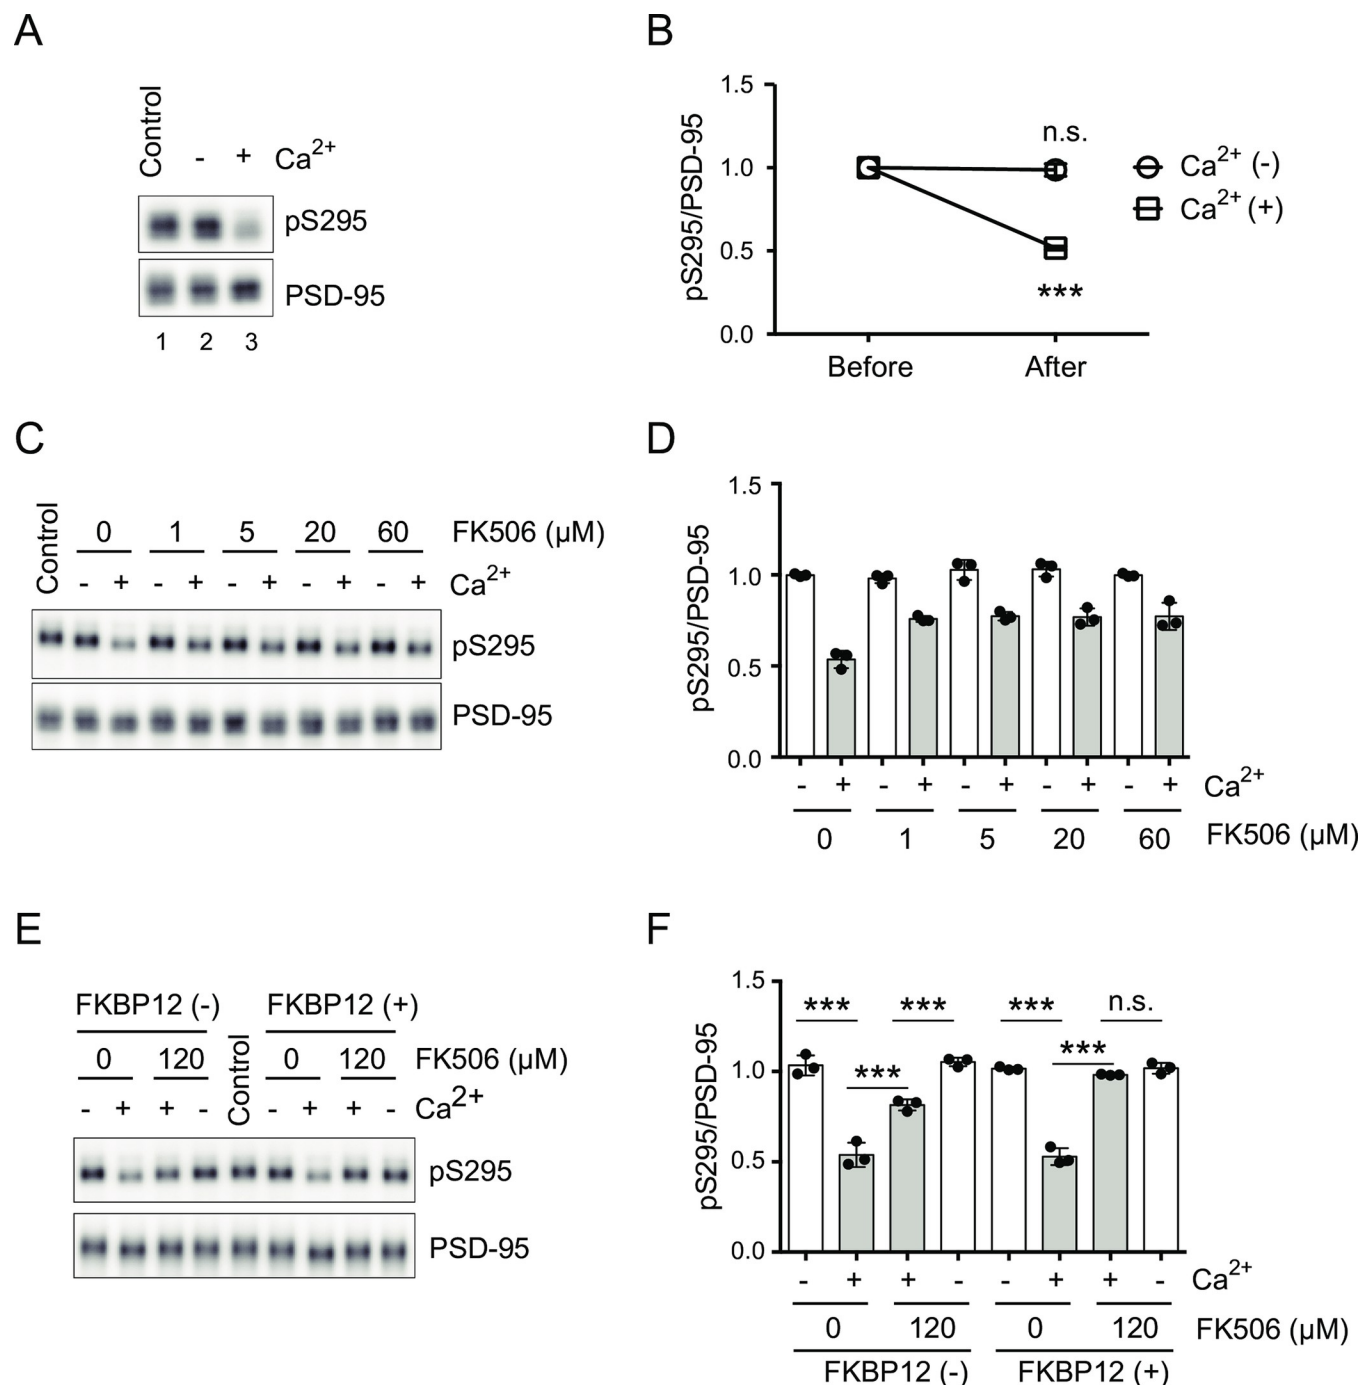 A
Control
- + Ca2+
pS295
PSD-95
1 2 3
B
pS295/PSD-95
1.5
1.0
0.5
0.0
n.s.
***
Before After
Ca2+ (-)
Ca2+ (+)
C
Control
0 1 5 20 60 FK506 (µM)
- + - + - + - + - + Ca2+
pS295
PSD-95
D
pS295/PSD-95
1.5
1.0
0.5
0.0
- + - + - + - + - + Ca2+
0 1 5 20 60 FK506 (µM)
E
FKBP12 (-) FKBP12 (+)
0 120 Control 0 120 FK506 (µM)
- + + - - + + - Ca2+
pS295
PSD-95
F
pS295/PSD-95
1.5
1.0
0.5
0.0
*** *** *** n.s.
*** ***
- + + - - + + - Ca2+
0 120 0 120 FK506 (µM)
FKBP12 (-) FKBP12 (+)